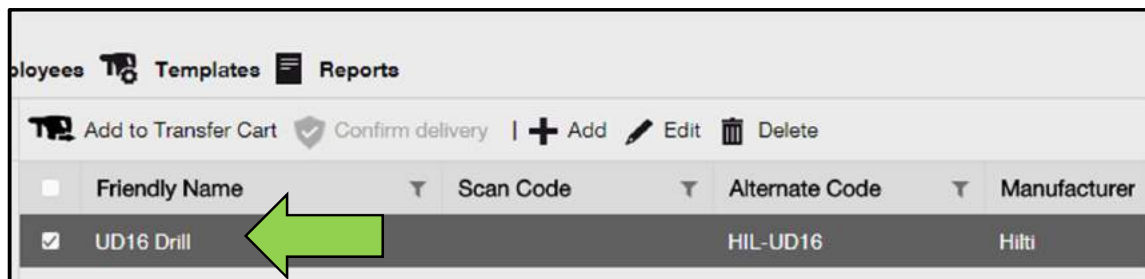 ployees Templates Reports
Add to Transfer Cart Confirm delivery | Add Edit Delete
Friendly Name Scan Code Alternate Code Manufacturer
UD16 Drill HIL-UD16 Hilti